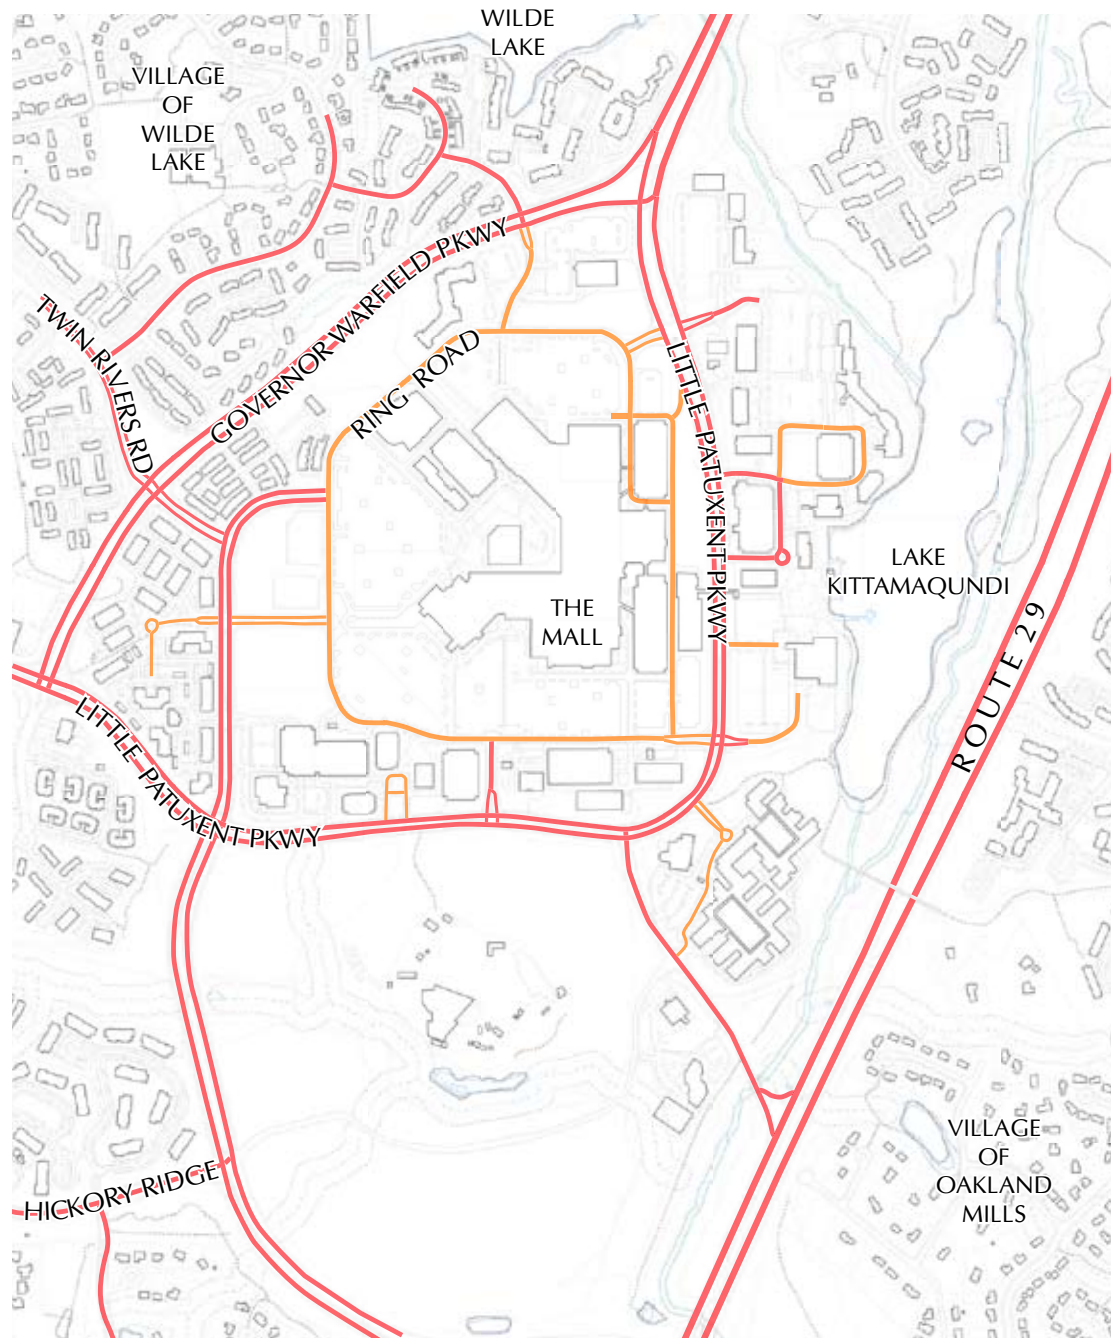 WILDE
LAKE
VILLAGE
OF
WILDE
LAKE
GOVERNOR WARFIELD PKWY
TWIN RIVERS RD
RING ROAD
LITTLE PATUXENT PKWY
LAKE
KITTAMAQUNDI
THE
MALL
ROUTE 29
LITTLE PATUXENT PKWY
VILLAGE
OF
OAKLAND
MILLS
HICKORY RIDGE